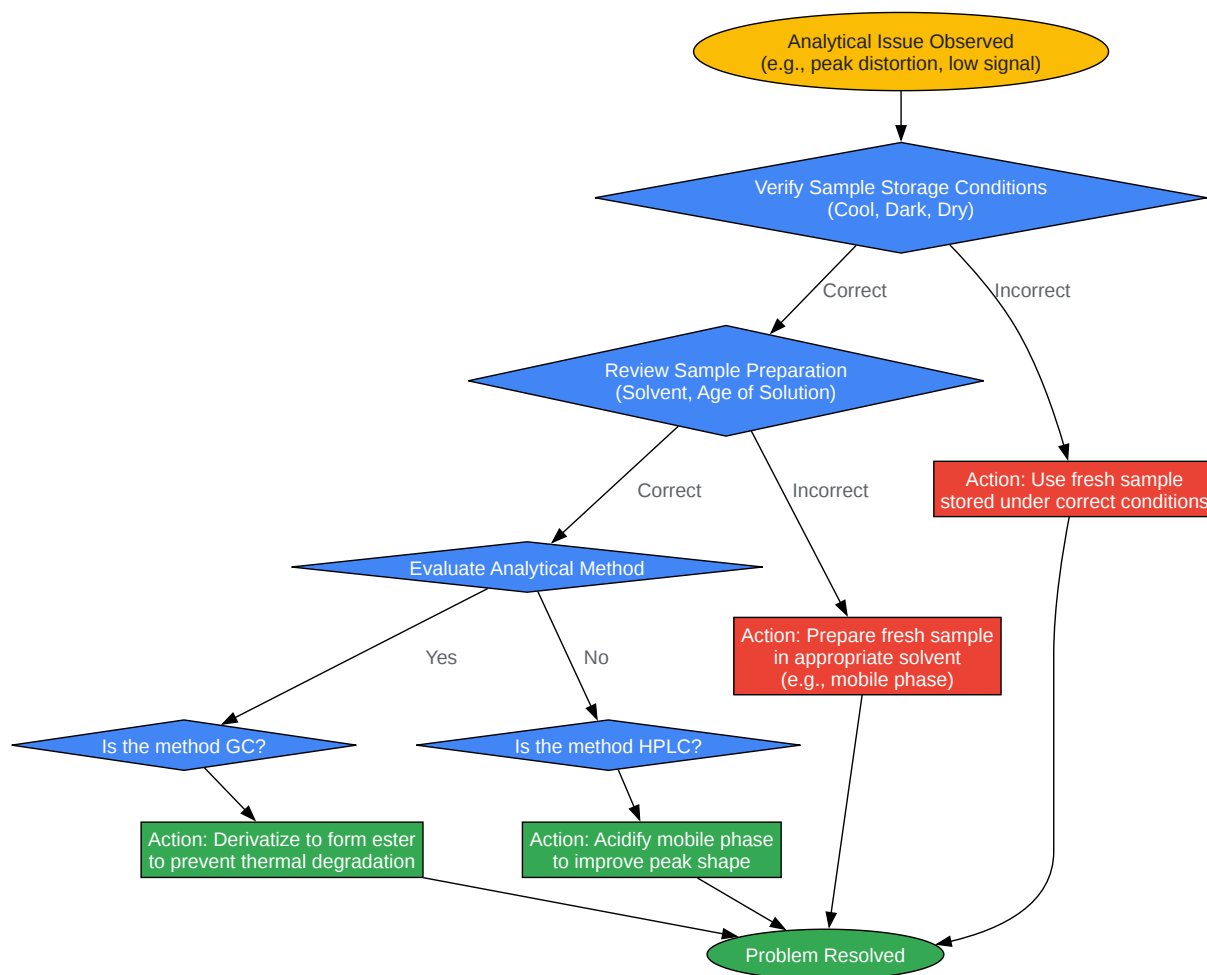 Analytical Issue Observed
(e.g., peak distortion, low signal)
Verify Sample Storage Conditions
(Cool, Dark, Dry)
Correct
Incorrect
Review Sample Preparation
(Solvent, Age of Solution)
Correct
Incorrect
Action: Use fresh sample
stored under correct conditions
Evaluate Analytical Method
Action: Prepare fresh sample
in appropriate solvent
(e.g., mobile phase)
Yes
No
Is the method GC?
Is the method HPLC?
Action: Derivatize to form ester
to prevent thermal degradation
Action: Acidify mobile phase
to improve peak shape
Problem Resolved